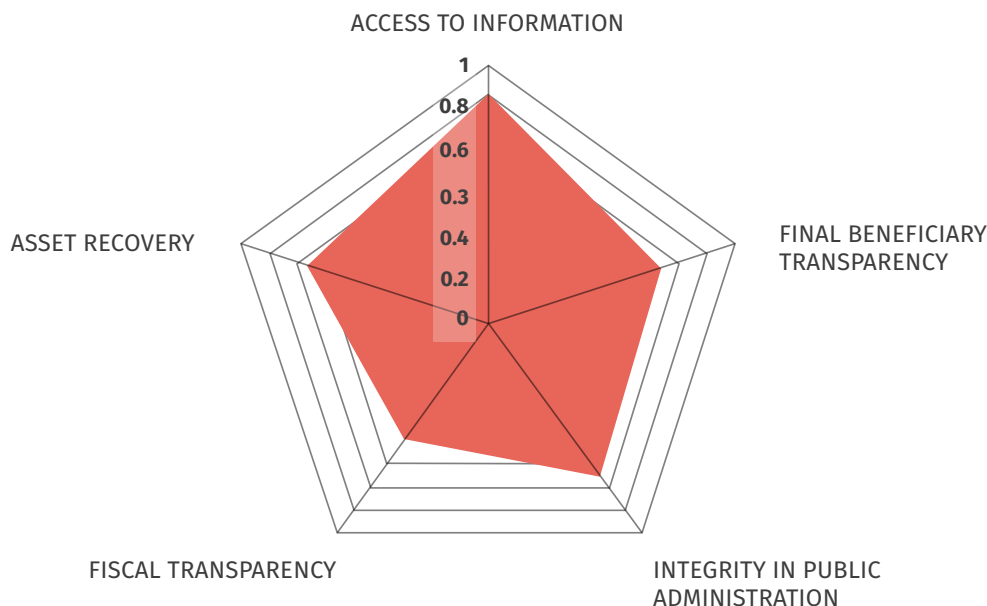 ACCESS TO INFORMATION
1
0.8
0.6
0.3
0.4
0.2
0
ASSET RECOVERY
FINAL BENEFICIARY
TRANSPARENCY
FISCAL TRANSPARENCY
INTEGRITY IN PUBLIC
ADMINISTRATION